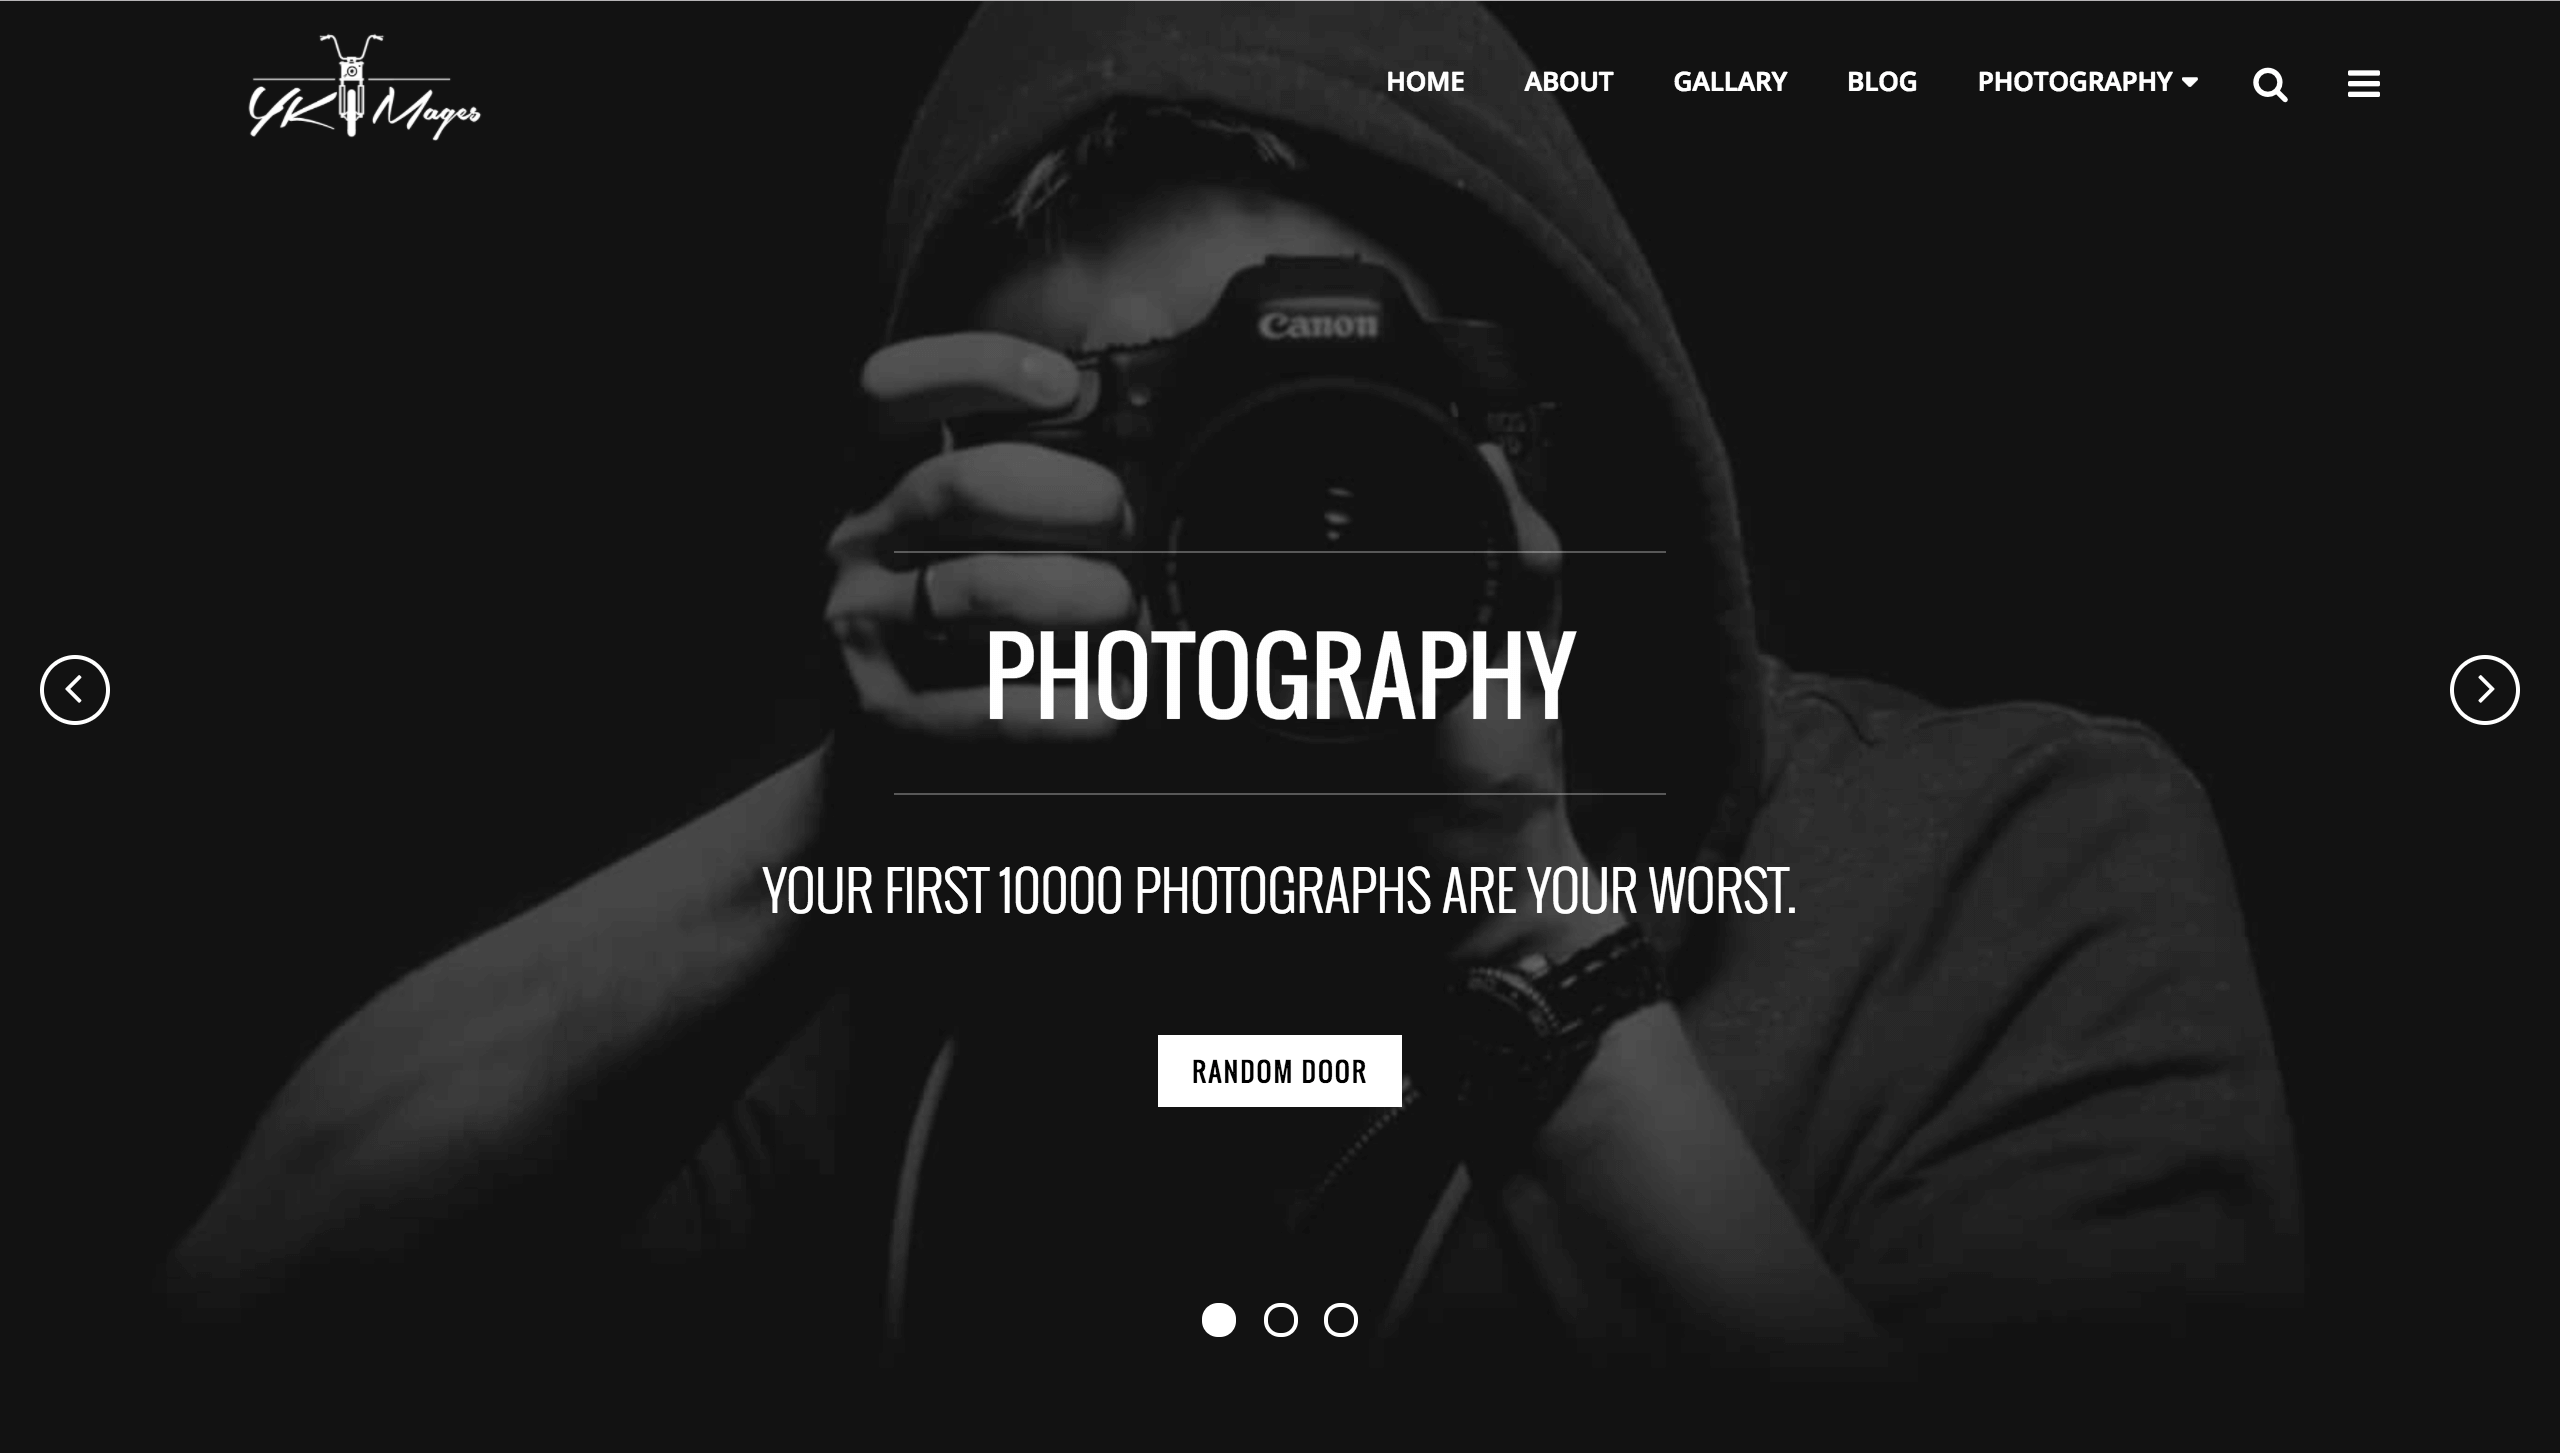 YK Mages
HOME ABOUT GALLARY BLOG PHOTOGRAPHY
Canon
PHOTOGRAPHY
YOUR FIRST 10000 PHOTOGRAPHS ARE YOUR WORST.
RANDOM DOOR